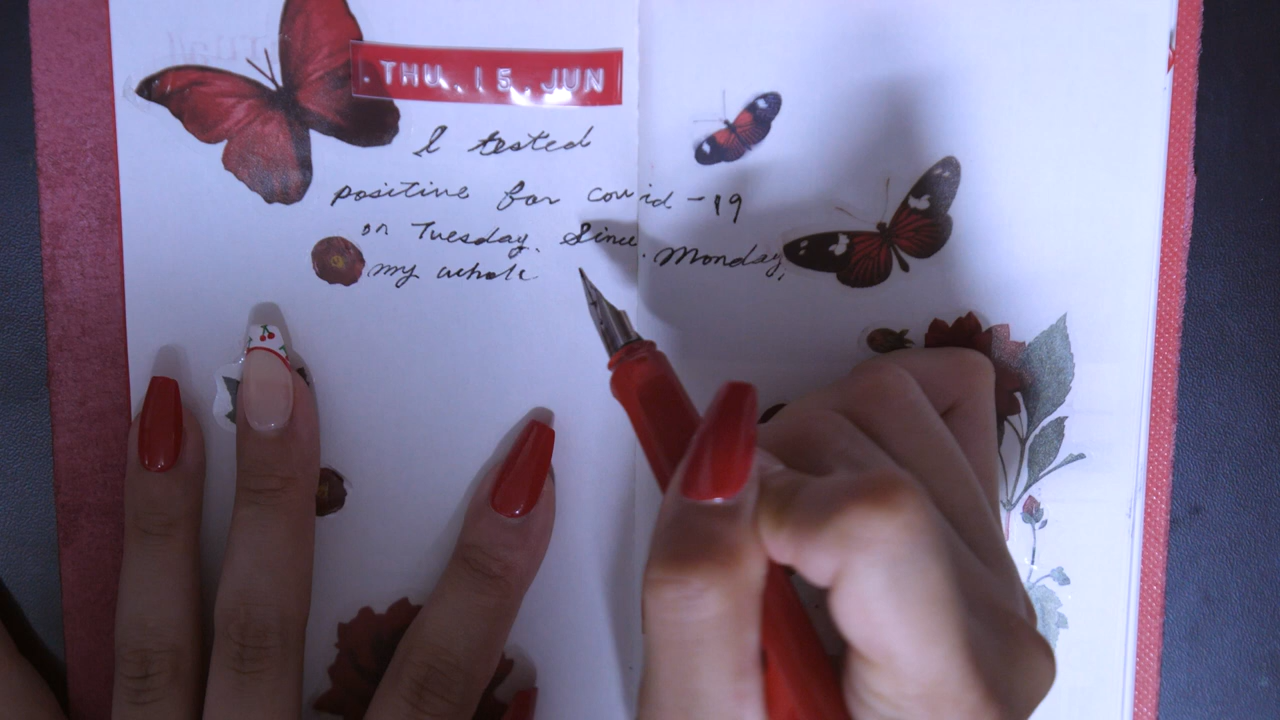 THU. 15. JUN
I tested
positive for covid-19
on Tuesday. Since Monday,
my whole